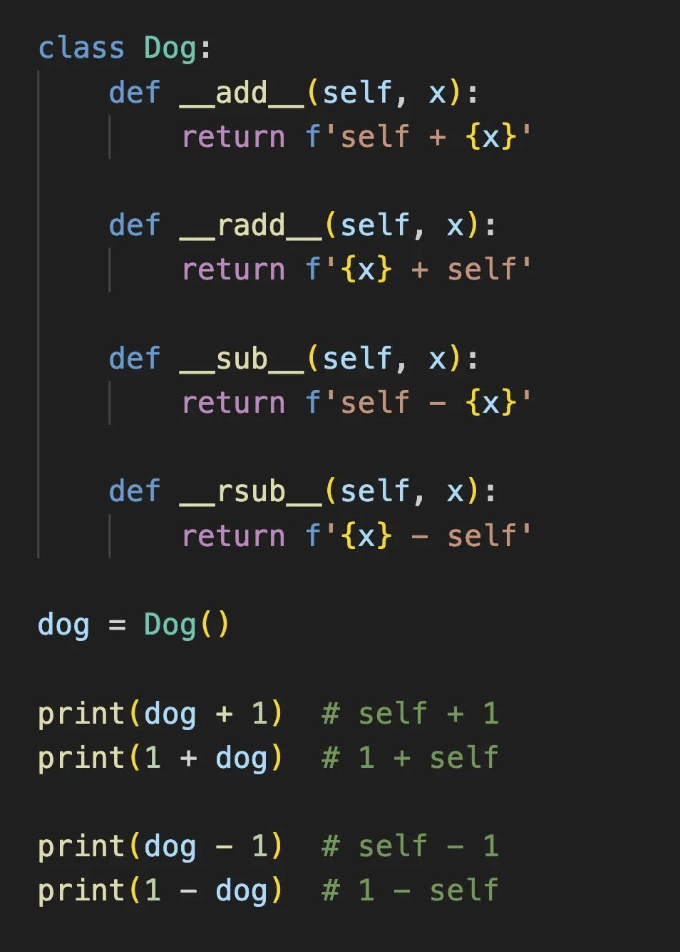 class Dog:
    def __add__(self, x):
        return f'self + {x}'

    def __radd__(self, x):
        return f'{x} + self'

    def __sub__(self, x):
        return f'self - {x}'

    def __rsub__(self, x):
        return f'{x} - self'

dog = Dog()

print(dog + 1)  # self + 1
print(1 + dog)  # 1 + self

print(dog - 1)  # self - 1
print(1 - dog)  # 1 - self